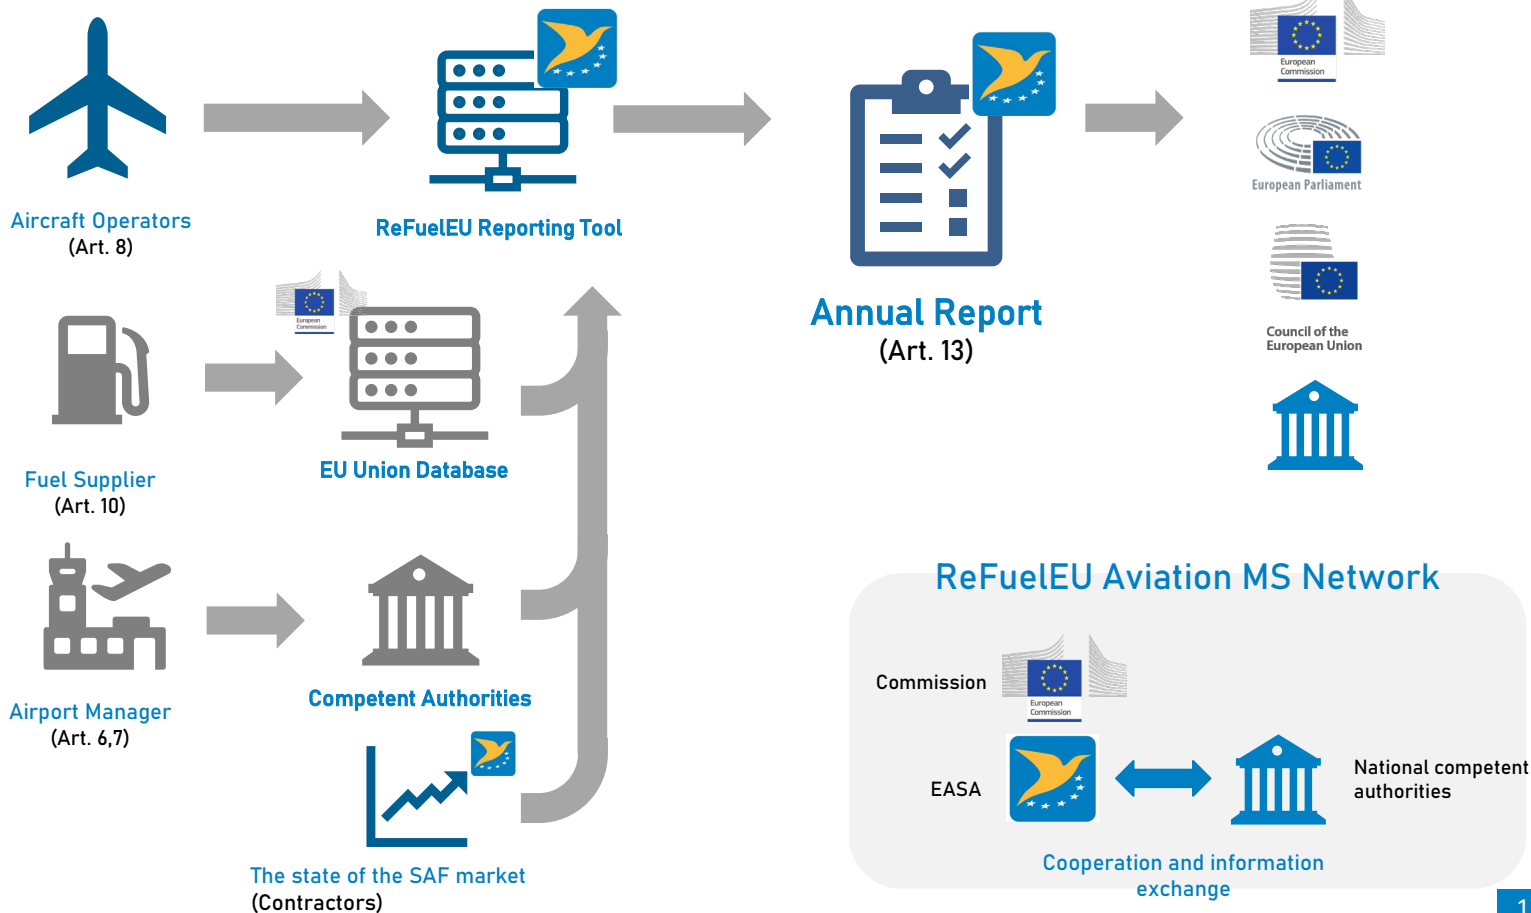 Aircraft Operators
(Art. 8)
ReFuelEU Reporting Tool
European
Commission
Fuel Supplier
(Art. 10)
EU Union Database
Airport Manager
(Art. 6,7)
Competent Authorities
The state of the SAF market
(Contractors)
Annual Report
(Art. 13)
European
Commission
European Parliament
Council of the
European Union
ReFuelEU Aviation MS Network
Commission
European
Commission
EASA
National competent
authorities
Cooperation and information
exchange
1